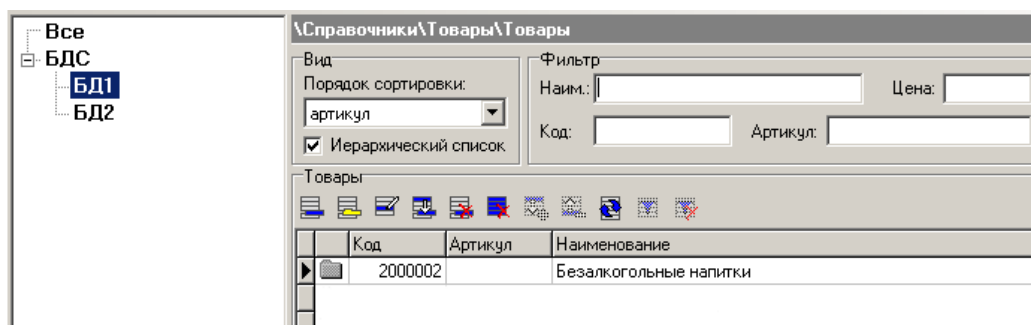 Все
БДС
БД1
БД2
\Справочники\Товары\Товары
Вид
Порядок сортировки:
артикул
Иерархический список
Фильтр
Наим.:
Цена:
Код:
Артикул:
Товары
Код Артикул Наименование
2000002 Безалкогольные напитки